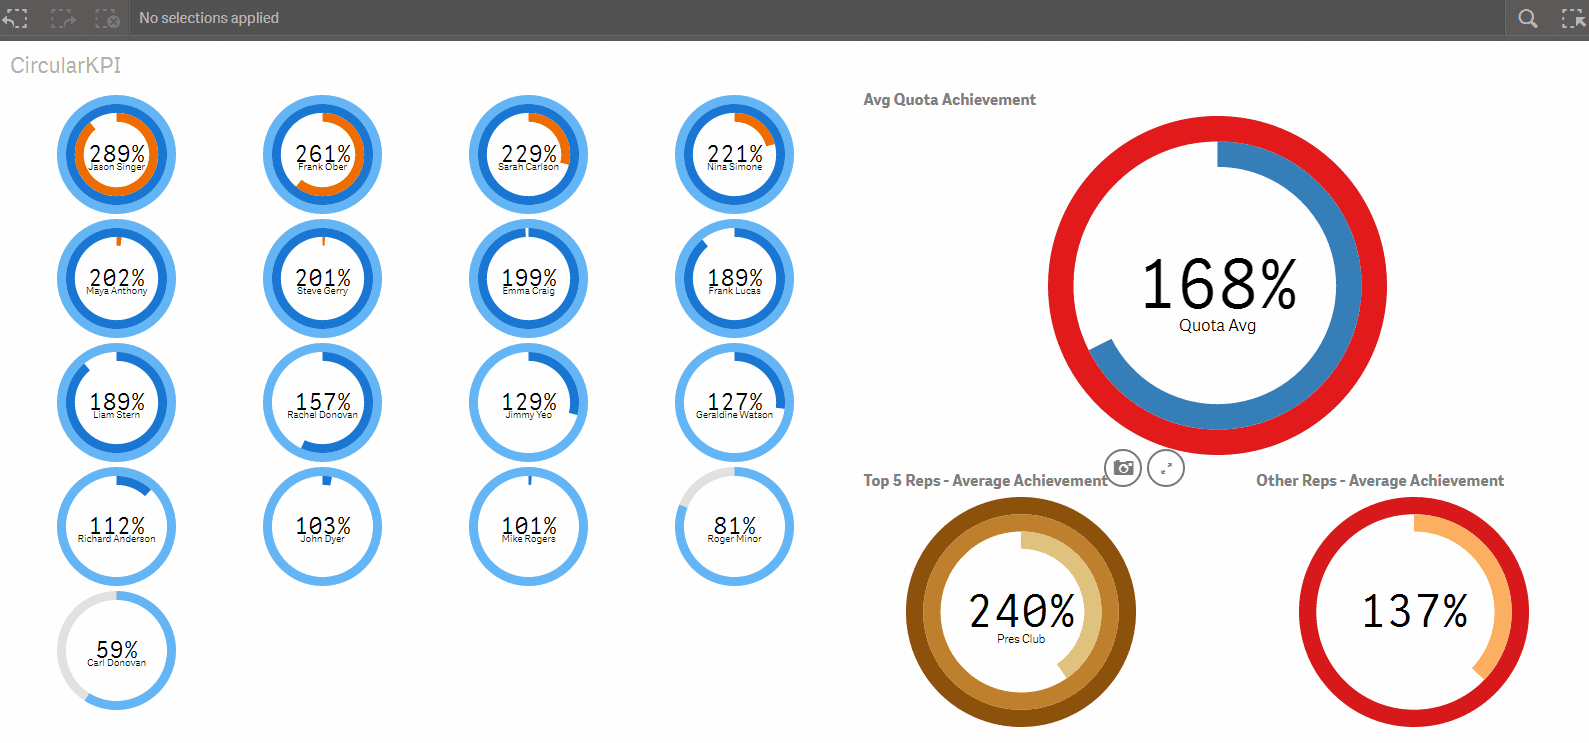 No selections applied
CircularKPI
289%
Jason Singer
261%
Frank Ober
229%
Sarah Carlson
221%
Nina Simone
202%
Maya Anthony
201%
Steve Gerry
199%
Emma Craig
189%
Frank Lucas
189%
Liam Stern
157%
Rachel Donovan
129%
Jimmy Yeo
127%
Geraldine Watson
112%
Richard Anderson
103%
John Dyer
101%
Mike Rogers
81%
Roger Minor
59%
Carl Donovan
Avg Quota Achievement
168%
Quota Avg
Top 5 Reps - Average Achievement
240%
Pres Club
Other Reps - Average Achievement
137%